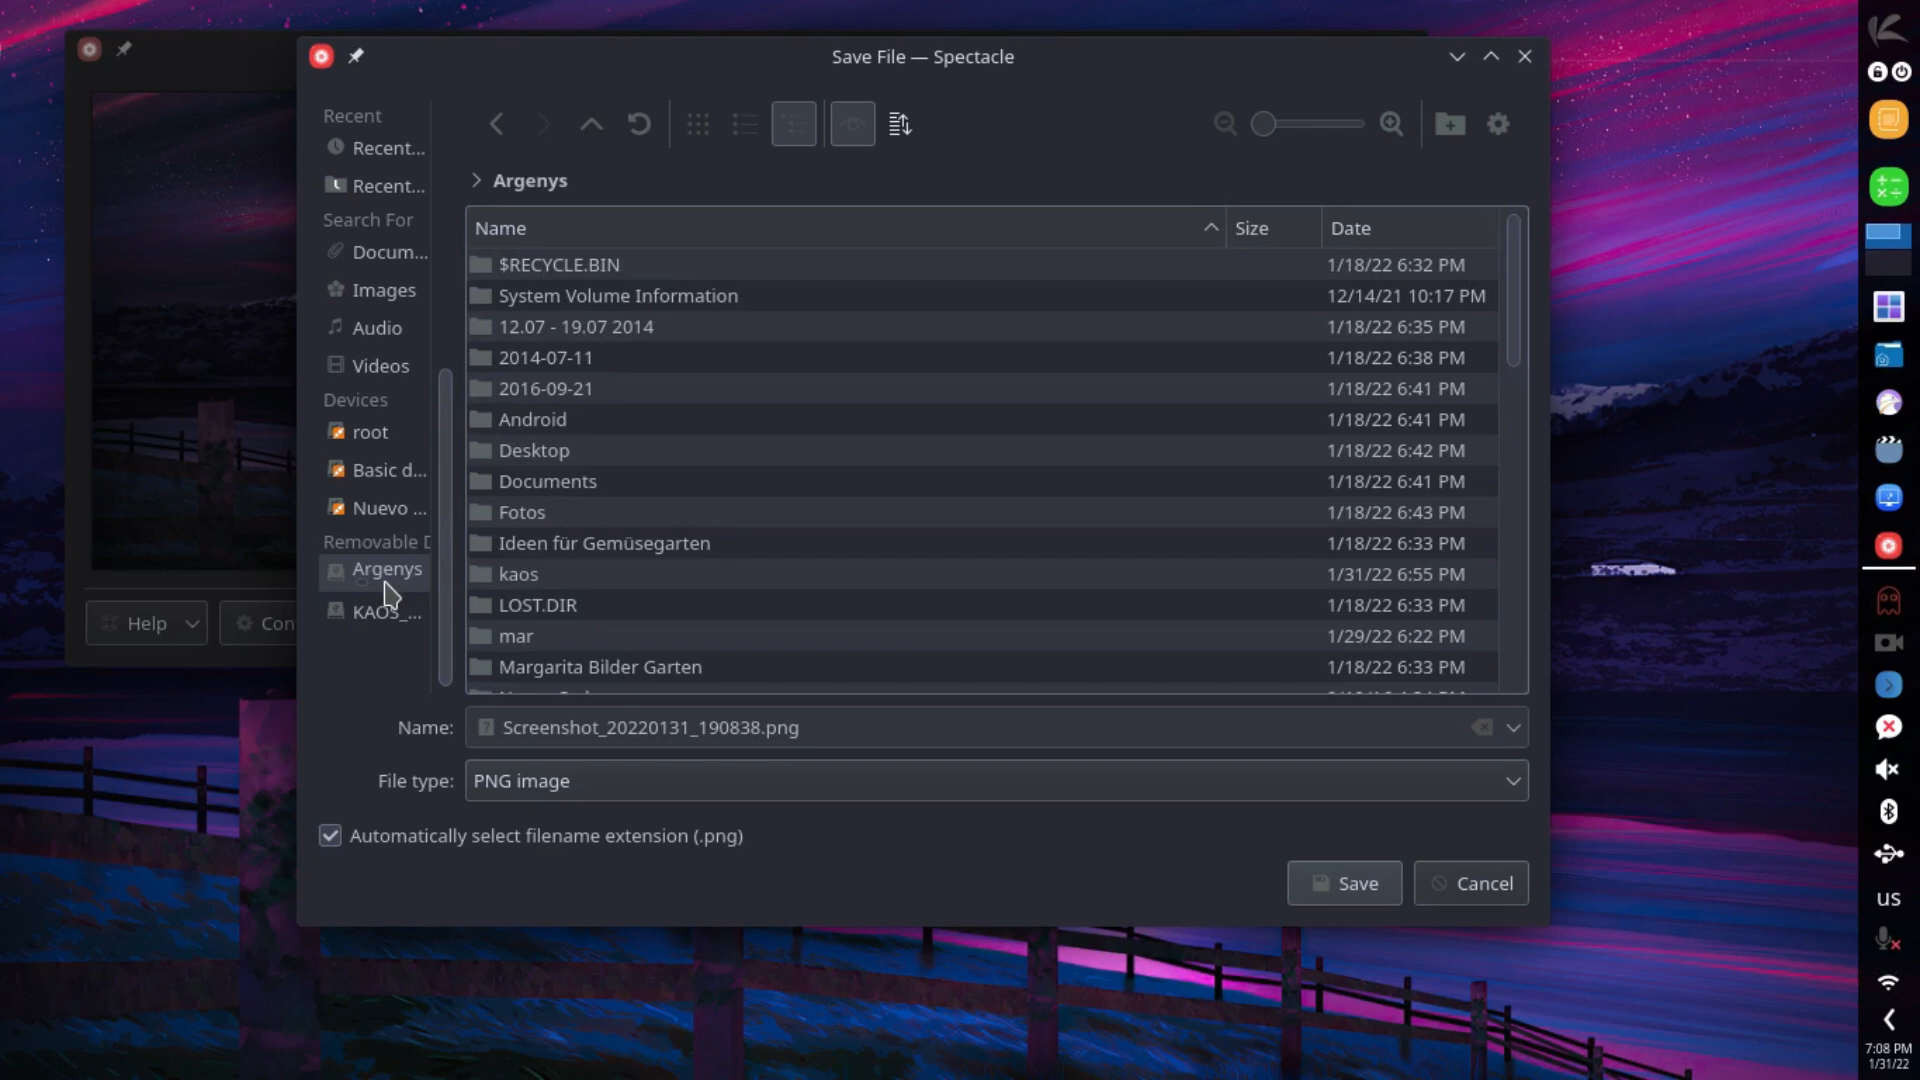 Save File — Spectacle
Recent
Recent...
Recent...
Search For
Docum...
Images
Audio
Videos
Devices
root
Basic d...
Nuevo ...
Removable D
Argenys
KAOS_...
Help
Con
Argenys
Name Size Date
$RECYCLE.BIN 1/18/22 6:32 PM
System Volume Information 12/14/21 10:17 PM
12.07 - 19.07 2014 1/18/22 6:35 PM
2014-07-11 1/18/22 6:38 PM
2016-09-21 1/18/22 6:41 PM
Android 1/18/22 6:41 PM
Desktop 1/18/22 6:42 PM
Documents 1/18/22 6:41 PM
Fotos 1/18/22 6:43 PM
Ideen für Gemüsegarten 1/18/22 6:33 PM
kaos 1/31/22 6:55 PM
LOST.DIR 1/18/22 6:33 PM
mar 1/29/22 6:22 PM
Margarita Bilder Garten 1/18/22 6:33 PM
Name: Screenshot_20220131_190838.png
File type: PNG image
Automatically select filename extension (.png)
Save Cancel
US
7:08 PM
1/31/22